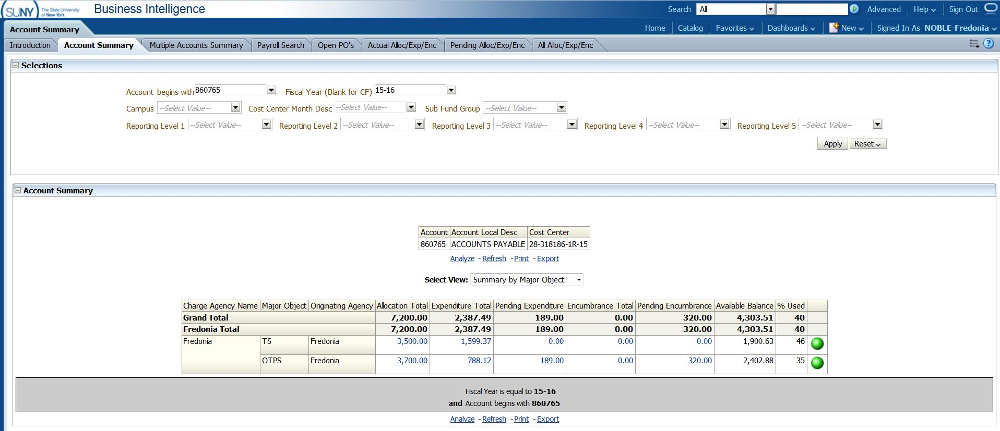 SUNY The State University of New York Business Intelligence Search All Advanced Help Sign Out
Account Summary Home Catalog Favorites Dashboards New Signed In As NOBLE-Fredonia
Introduction Account Summary Multiple Accounts Summary Payroll Search Open PO's Actual Alloc/Exp/Enc Pending Alloc/Exp/Enc All Alloc/Exp/Enc
Selections
Account begins with 860765 Fiscal Year (Blank for CF) 15-16
Campus --Select Value-- Cost Center Month Desc --Select Value-- Sub Fund Group --Select Value--
Reporting Level 1 --Select Value-- Reporting Level 2 --Select Value-- Reporting Level 3 --Select Value-- Reporting Level 4 --Select Value-- Reporting Level 5 --Select Value--
Apply Reset
Account Summary
Account Account Local Desc Cost Center
860765 ACCOUNTS PAYABLE 28-318186-1R-15
Analyze - Refresh - Print - Export
Select View: Summary by Major Object
Charge Agency Name Major Object Originating Agency Allocation Total Expenditure Total Pending Expenditure Encumbrance Total Pending Encumbrance Available Balance % Used
Grand Total 7,200.00 2,387.49 189.00 0.00 320.00 4,303.51 40
Fredonia Total 7,200.00 2,387.49 189.00 0.00 320.00 4,303.51 40
Fredonia TS Fredonia 3,500.00 1,599.37 0.00 0.00 0.00 1,900.63 46
OTPS Fredonia 3,700.00 788.12 189.00 0.00 320.00 2,402.88 35
Fiscal Year is equal to 15-16
and Account begins with 860765
Analyze - Refresh - Print - Export